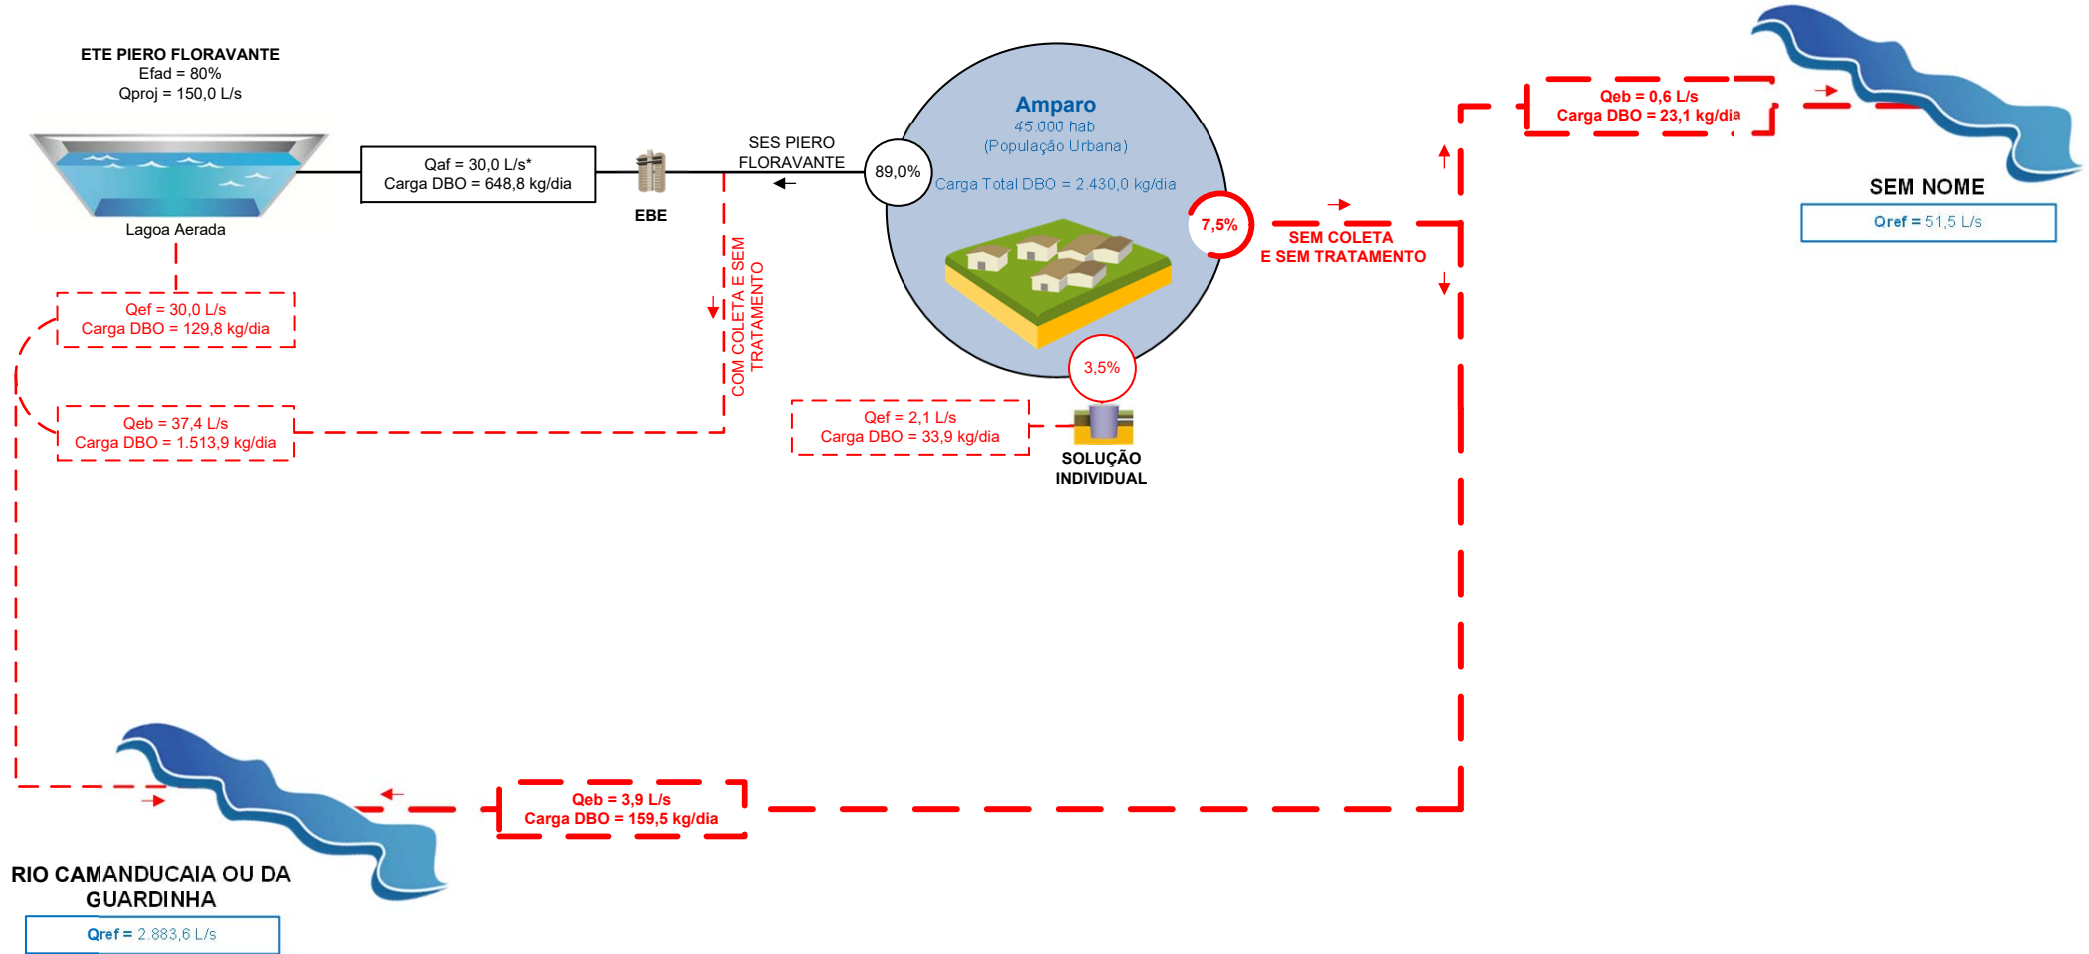 ETE PIERO FLORAVANTE
Efad = 80%
Qproj = 150,0 L/s
Lagoa Aerada
Qaf = 30,0 L/s*
Carga DBO = 648,8 kg/dia
EBE
SES PIERO
FLORAVANTE
89,0%
Amparo
45.000 hab
(População Urbana)
Carga Total DBO = 2.430,0 kg/dia
7,5%
SEM COLETA
E SEM TRATAMENTO
3,5%
SOLUÇÃO
INDIVIDUAL
Qef = 2,1 L/s
Carga DBO = 33,9 kg/dia
COM COLETA E SEM
TRATAMENTO
Qef = 30,0 L/s
Carga DBO = 129,8 kg/dia
Qeb = 37,4 L/s
Carga DBO = 1.513,9 kg/dia
Qeb = 0,6 L/s
Carga DBO = 23,1 kg/dia
SEM NOME
Qref = 51,5 L/s
Qeb = 3,9 L/s
Carga DBO = 159,5 kg/dia
RIO CAMANDUCAIA OU DA
GUARDINHA
Qref = 2.883,6 L/s